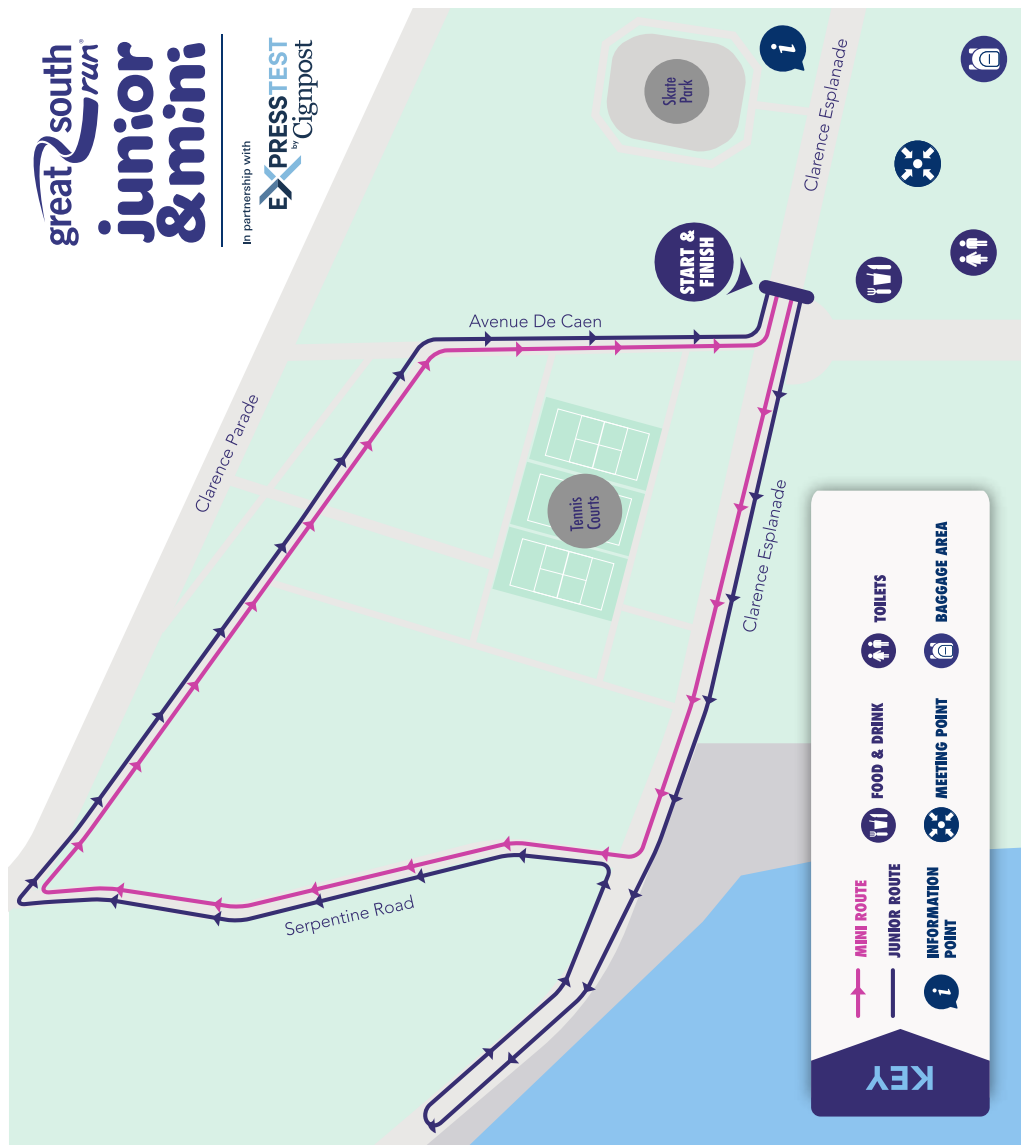 great south
run®
junior
& mini
In partnership with
EXPRESSTEST
by Cignpost
Skate
Park
Clarence Esplanade
START &
FINISH
Avenue De Caen
Clarence Parade
Tennis
Courts
Clarence Esplanade
Serpentine Road
KEY
MINI ROUTE
JUNIOR ROUTE
INFORMATION
POINT
FOOD & DRINK
MEETING POINT
TOILETS
BAGGAGE AREA